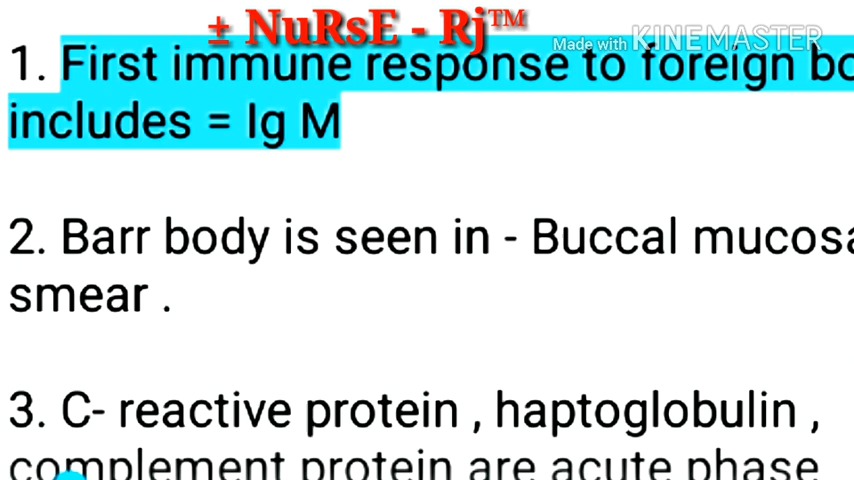 ± NuRsE - Rj™
Made with KINEMASTER
1. First immune response to foreign
includes = Ig M
2. Barr body is seen in - Buccal mucosa
smear .
3. C- reactive protein , haptoglobulin ,
complement protein are acute phase